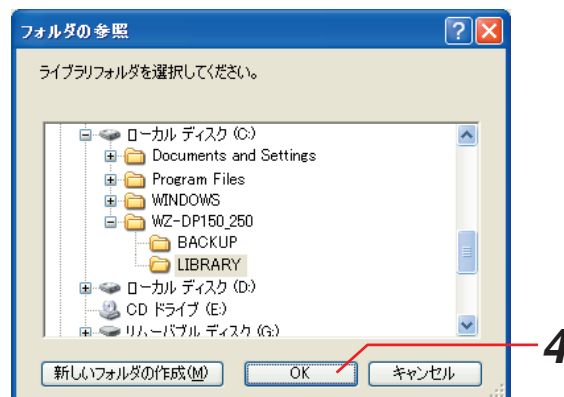 フォルダの参照
ライブラリフォルダを選択してください。
ローカル ディスク (C:)
Documents and Settings
Program Files
WINDOWS
WZ-DP150_250
BACKUP
LIBRARY
ローカル ディスク (D:)
CD ドライブ (E:)
リムーバブル ディスク (G:)
新しいフォルダの作成(M) OK キャンセル
4